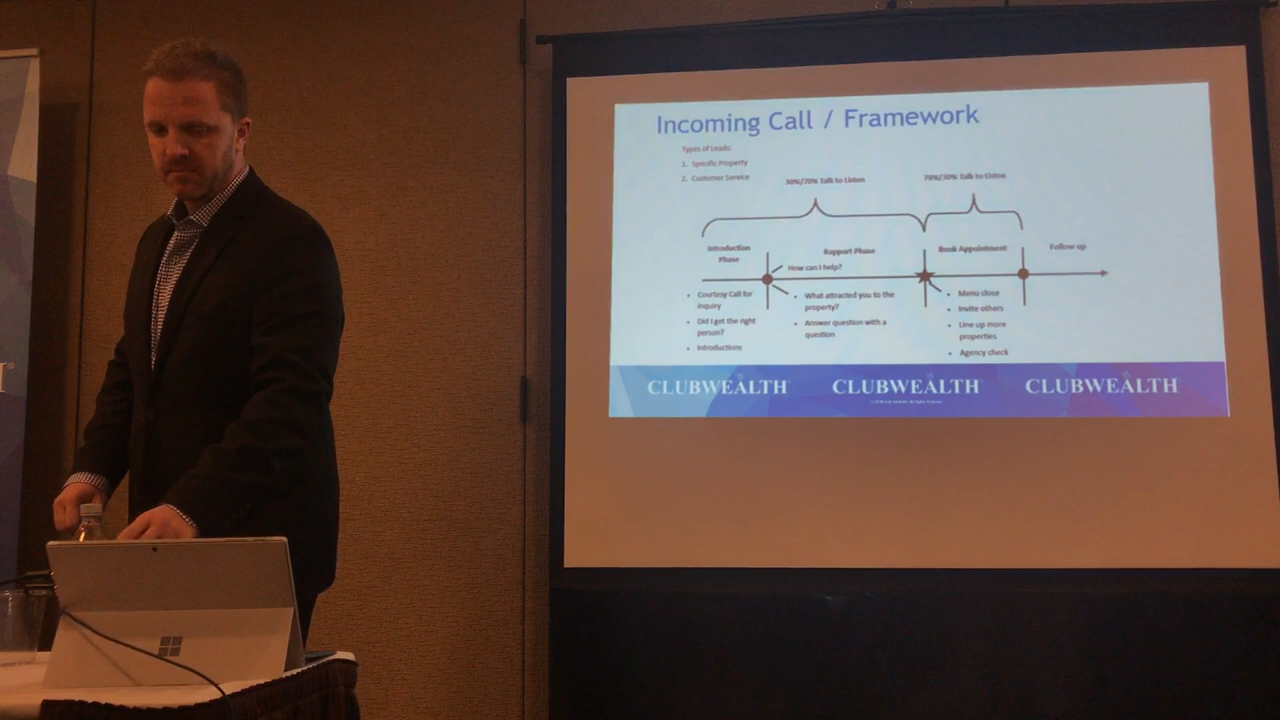 Incoming Call / Framework
Types of Leads:
1. Specific Property
2. Customer Service
30%/70% Talk to Listen
70%/30% Talk to Listen
Introduction
Phase
Rapport Phase
Book Appointment
Follow up
How can I help?
• Courtesy Call for
inquiry
• Did I get the right
person?
• Introductions
• What attracted you to the
property?
• Answer question with a
question
• Menu close
• Invite others
• Line up more
properties
• Agency check
CLUBWEALTH CLUBWEALTH CLUBWEALTH